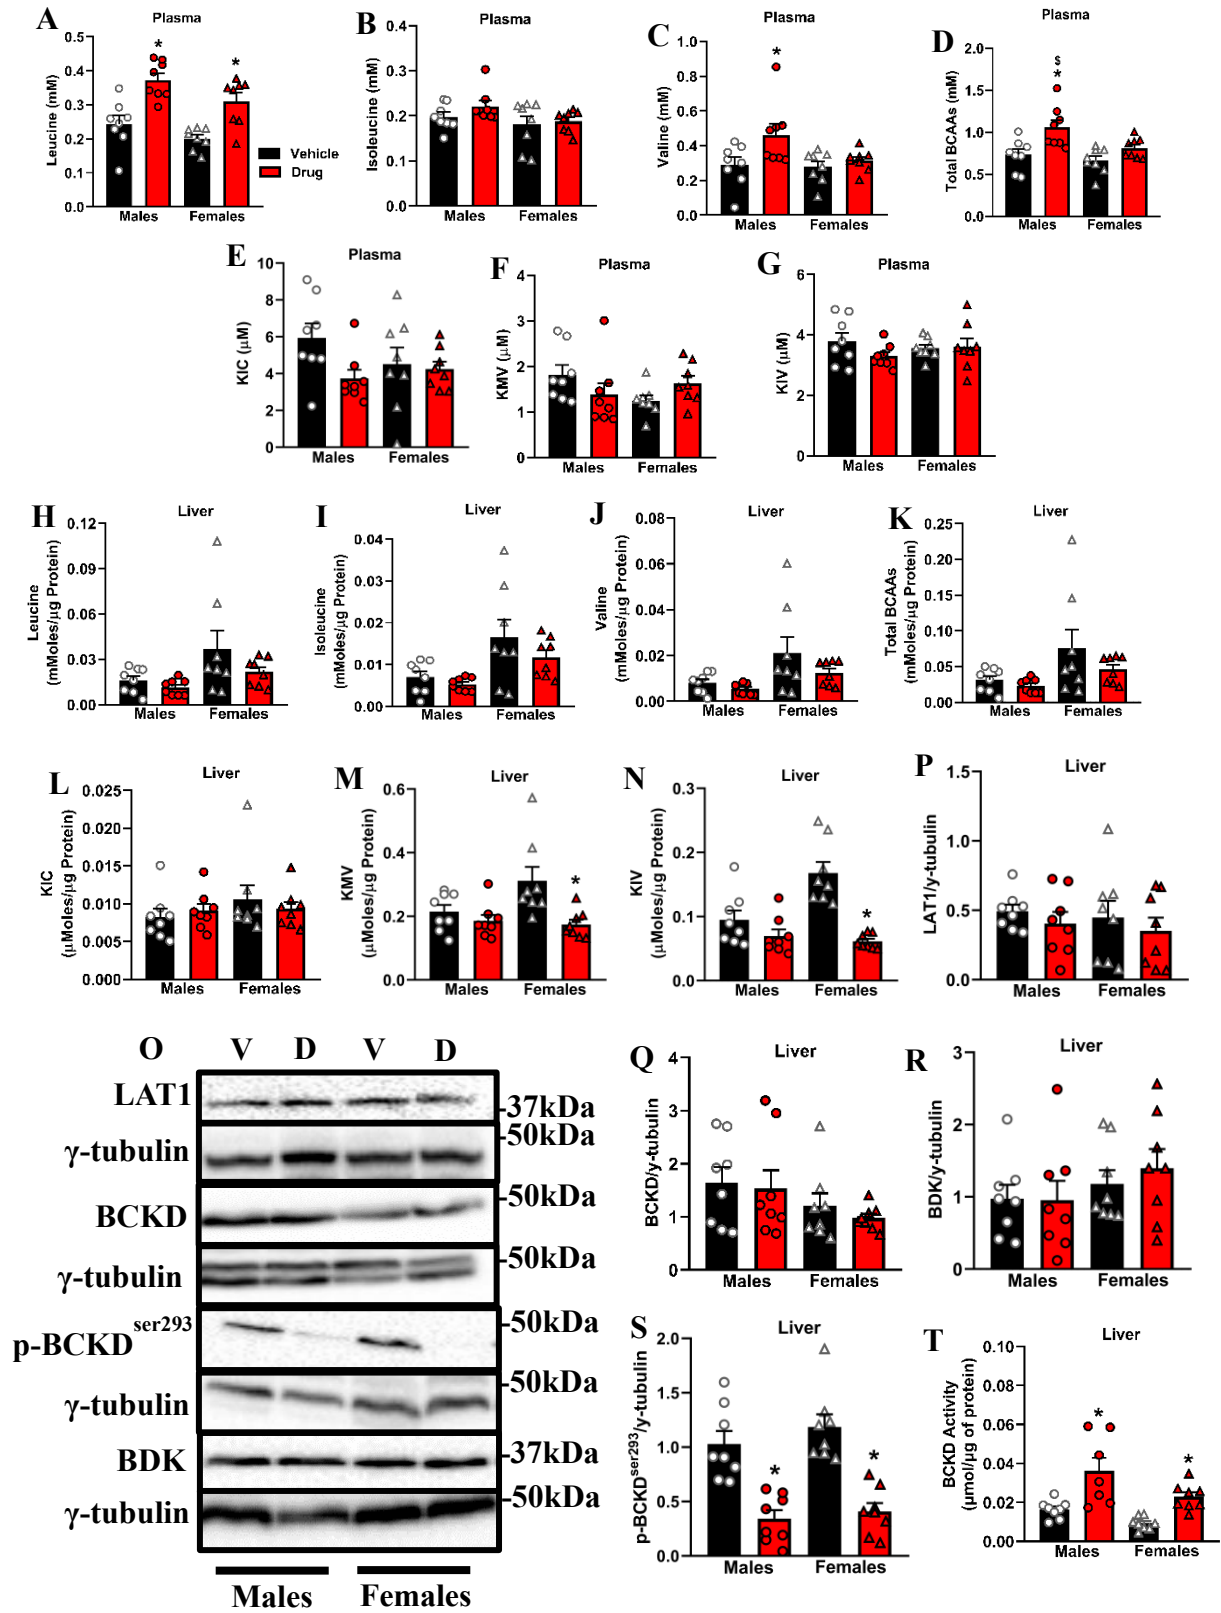 A
Plasma
Leucine (mM)
0.5
0.4
0.3
0.2
0.1
0.0
*
*
Males
Females
Vehicle
Drug
B
Plasma
Isoleucine (mM)
0.4
0.3
0.2
0.1
0.0
Males
Females
C
Plasma
Valine (mM)
1.0
0.8
0.6
0.4
0.2
0.0
*
Males
Females
D
Plasma
Total BCAAs (mM)
2.0
1.5
1.0
0.5
0.0
$
*
Males
Females
E
Plasma
KIC (μM)
10
8
6
4
2
0
Males
Females
F
Plasma
KMV (μM)
4
3
2
1
0
Males
Females
G
Plasma
KIV (μM)
6
4
2
0
Males
Females
H
Liver
Leucine
(mMoles/μg Protein)
0.12
0.09
0.06
0.03
0.00
Males
Females
I
Liver
Isoleucine
(mMoles/μg Protein)
0.04
0.03
0.02
0.01
0.00
Males
Females
J
Liver
Valine
(mMoles/μg Protein)
0.08
0.06
0.04
0.02
0.00
Males
Females
K
Liver
Total BCAAs
(mMoles/μg Protein)
0.25
0.20
0.15
0.10
0.05
0.00
Males
Females
L
Liver
KIC
(μMoles/μg Protein)
0.025
0.020
0.015
0.010
0.005
0.000
Males
Females
M
Liver
KMV
(μMoles/μg Protein)
0.6
0.4
0.2
0.0
*
Males
Females
N
Liver
KIV
(μMoles/μg Protein)
0.3
0.2
0.1
0.0
*
Males
Females
P
Liver
LAT1/y-tubulin
1.5
1.0
0.5
0.0
Males
Females
O
V D V D
LAT1
-37kDa
γ-tubulin
-50kDa
BCKD
-50kDa
γ-tubulin
-50kDa
p-BCKDser293
-50kDa
γ-tubulin
-50kDa
BDK
-37kDa
γ-tubulin
-50kDa
Males Females
Q
Liver
BCKD/y-tubulin
4
3
2
1
0
Males
Females
R
Liver
BDK/y-tubulin
3
2
1
0
Males
Females
S
Liver
p-BCKDser293/y-tubulin
2.0
1.5
1.0
0.5
0.0
*
*
Males
Females
T
Liver
BCKD Activity
(μmol/μg of protein)
0.10
0.08
0.06
0.04
0.02
0.00
*
*
Males
Females